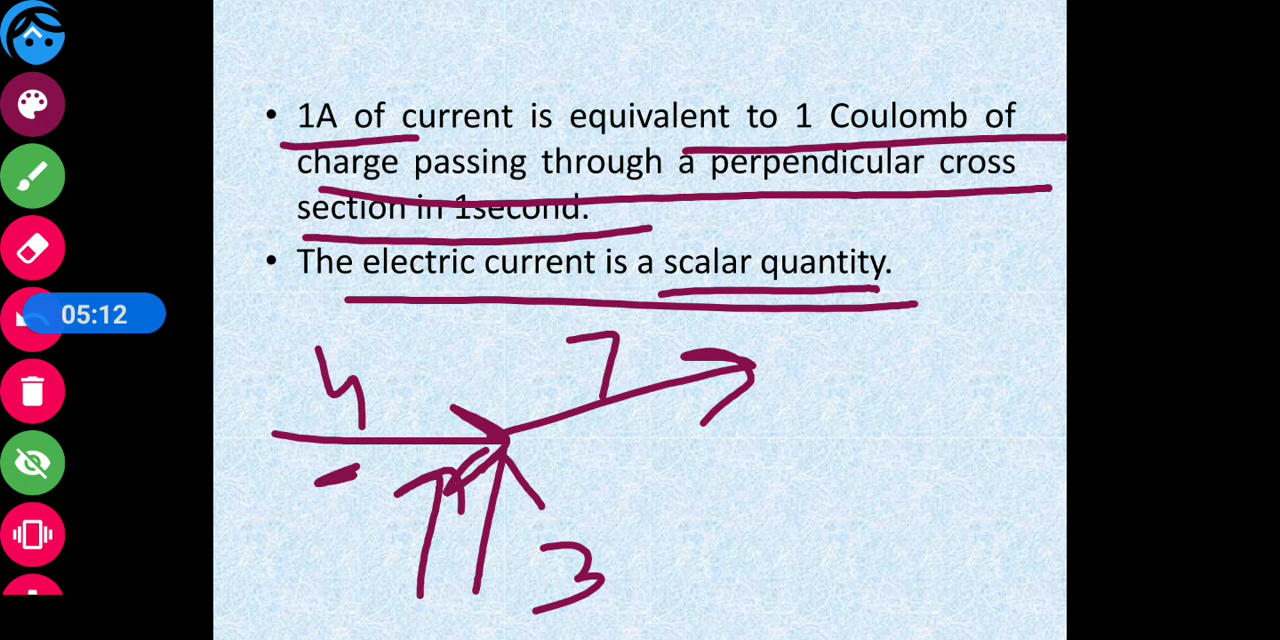 • 1A of current is equivalent to 1 Coulomb of
charge passing through a perpendicular cross
section in 1second.
• The electric current is a scalar quantity.
05:12
4
7
3